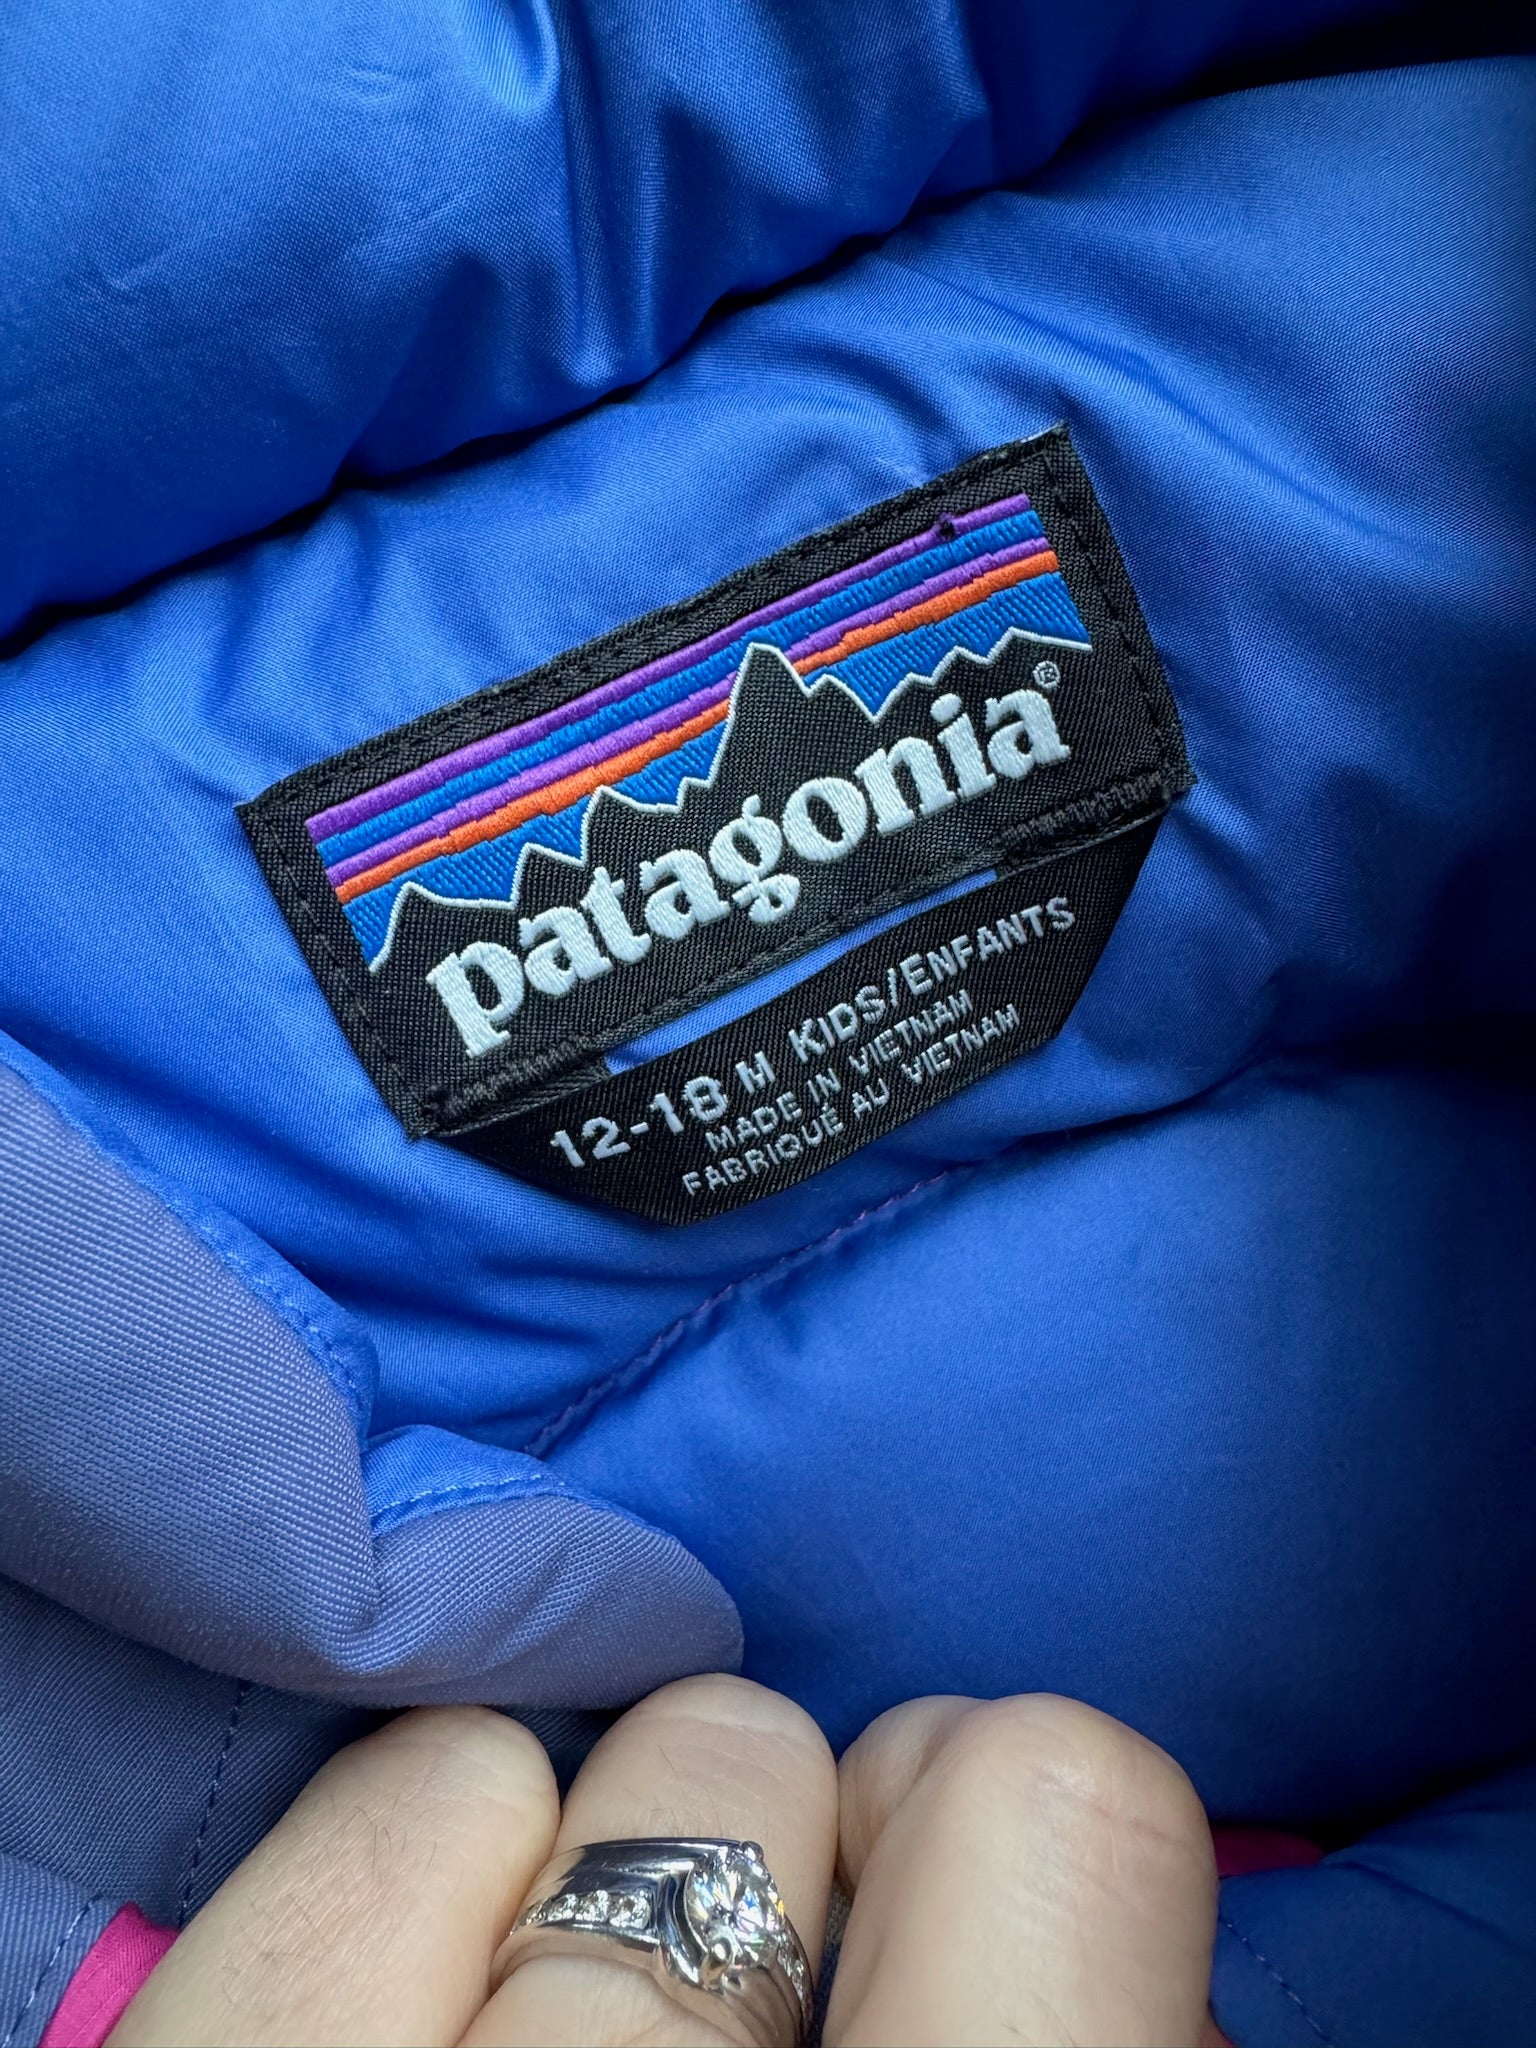 patagonia®
12-18 M KIDS/ENFANTS
MADE IN VIETNAM
FABRIQUÉ AU VIETNAM